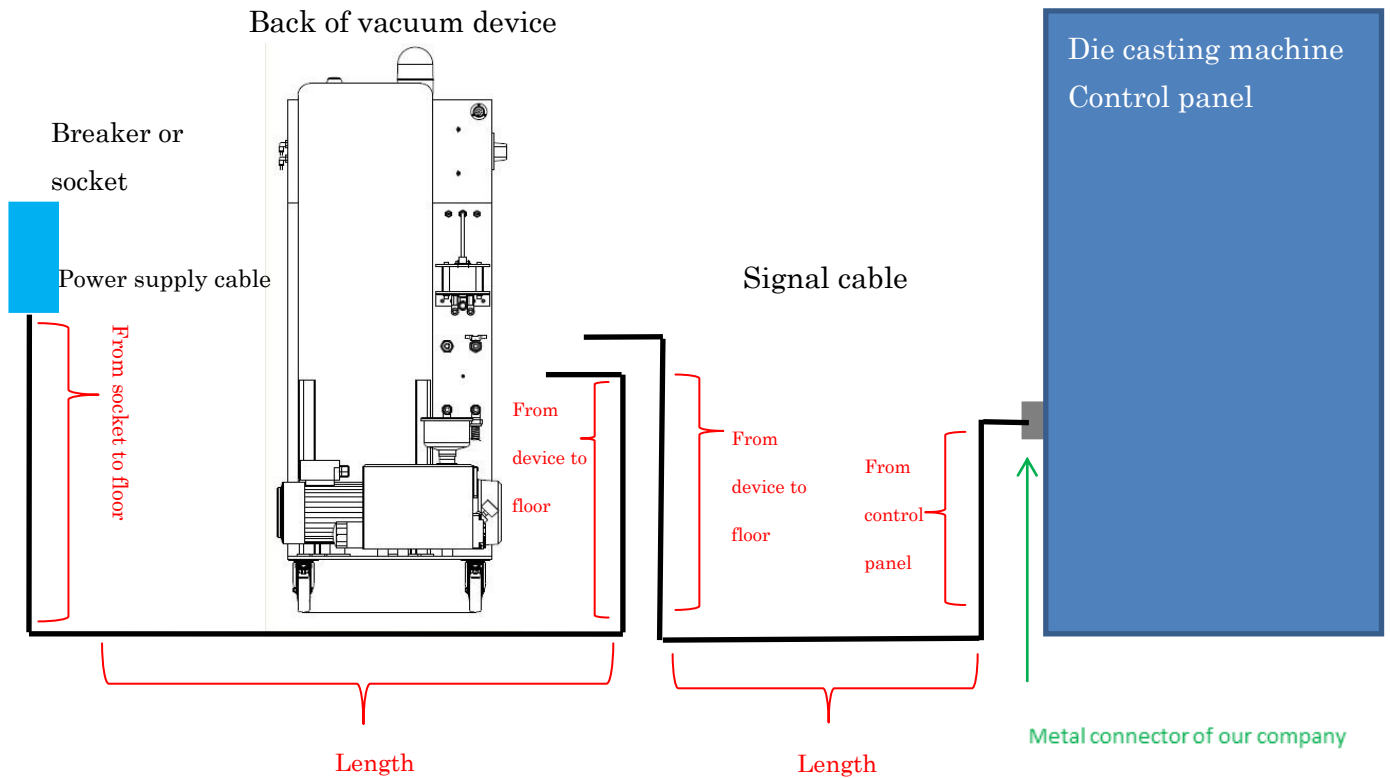 Back of vacuum device
Die casting machine
Control panel
Breaker or
socket
Power supply cable
Signal cable
From socket to floor
From
device to
floor
From
device to
floor
From
control
panel
Metal connector of our company
Length
Length